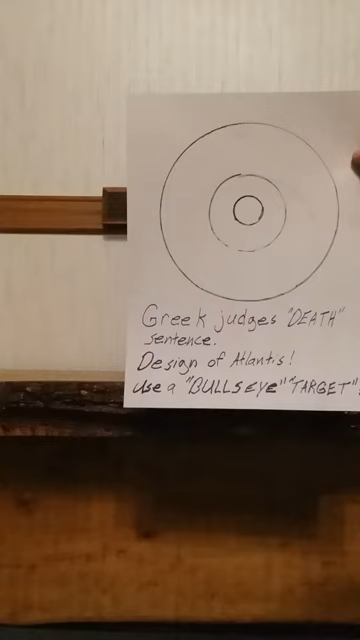 Greek judges "DEATH"
sentence.
Design of Atlantis!
Use a "BULLSEYE" "TARGET"!